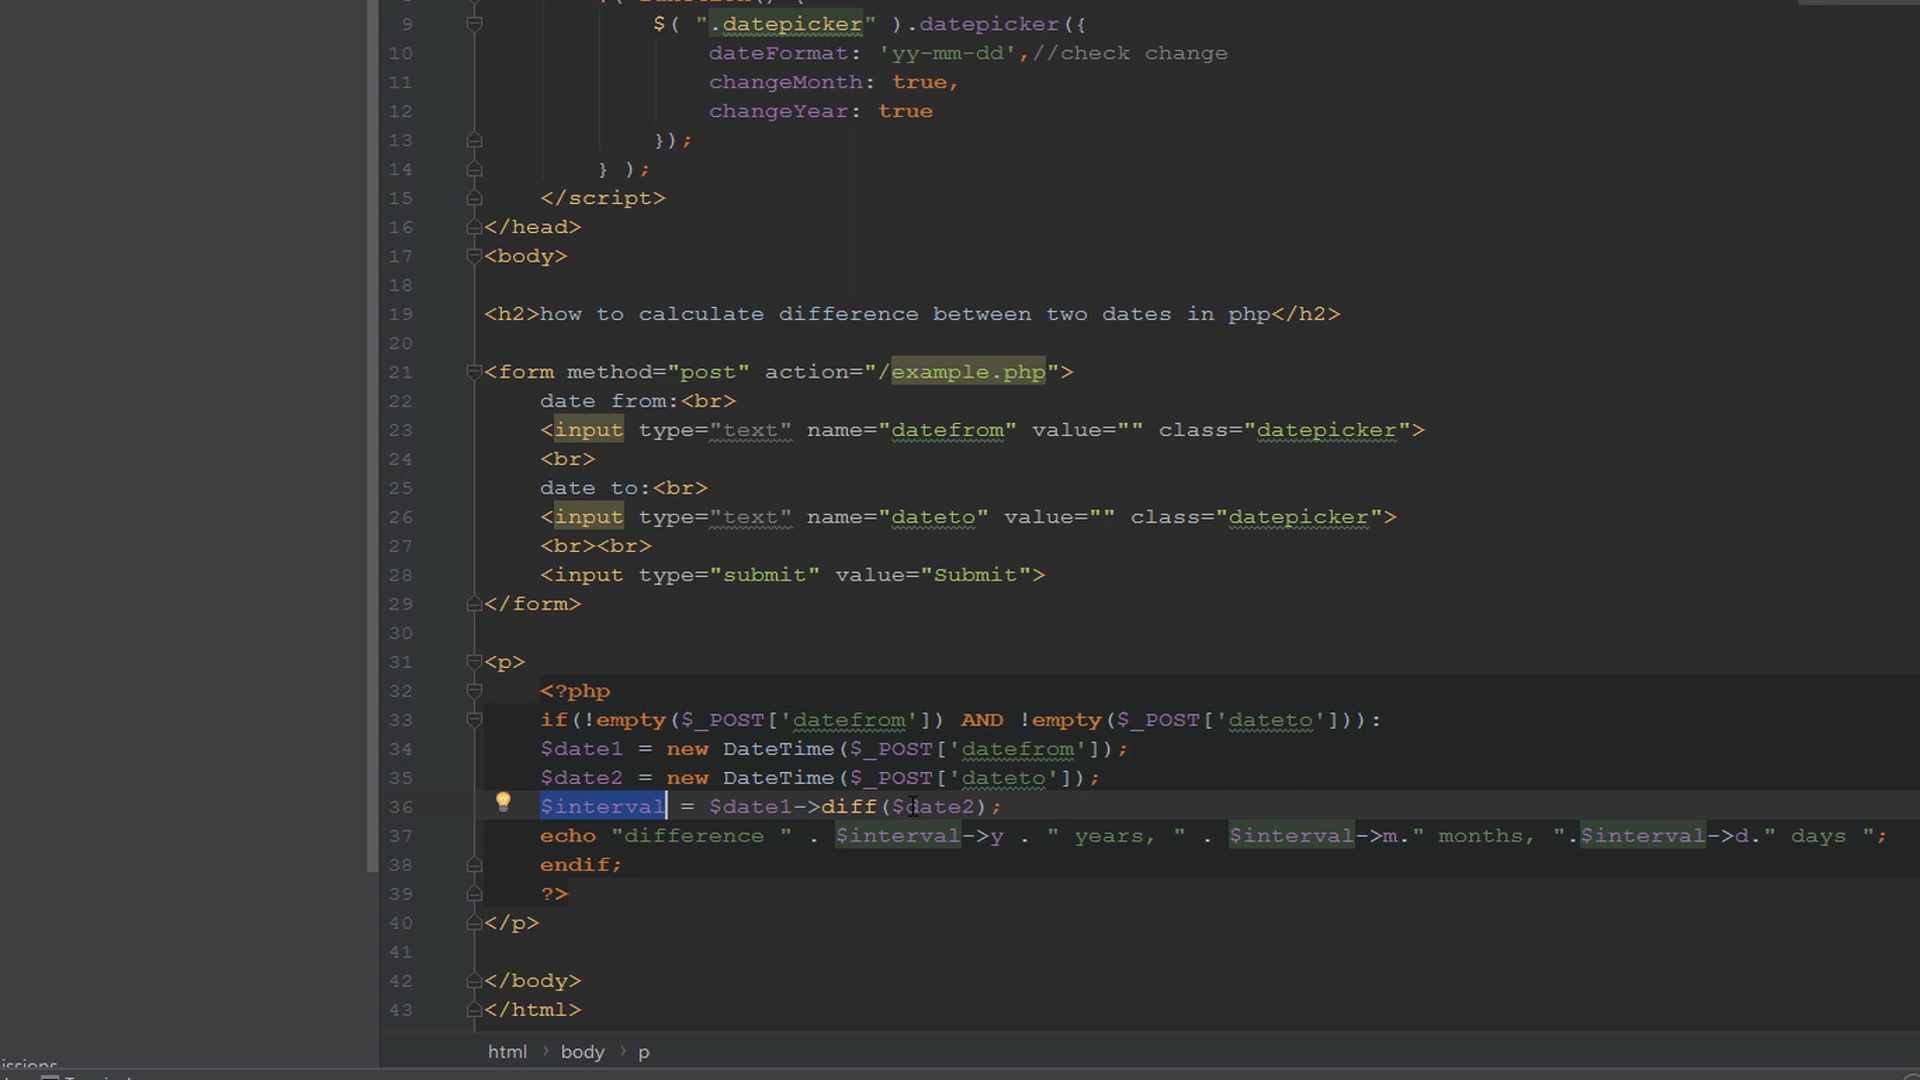 9 $( ".datepicker" ).datepicker({
10 dateFormat: 'yy-mm-dd',//check change
11 changeMonth: true,
12 changeYear: true
13 });
14 } );
15 </script>
16 </head>
17 <body>
18
19 <h2>how to calculate difference between two dates in php</h2>
20
21 <form method="post" action="/example.php">
22 date from:<br>
23 <input type="text" name="datefrom" value="" class="datepicker">
24 <br>
25 date to:<br>
26 <input type="text" name="dateto" value="" class="datepicker">
27 <br><br>
28 <input type="submit" value="Submit">
29 </form>
30
31 <p>
32 <?php
33 if(!empty($_POST['datefrom']) AND !empty($_POST['dateto'])):
34 $date1 = new DateTime($_POST['datefrom']);
35 $date2 = new DateTime($_POST['dateto']);
36 $interval = $date1->diff($date2);
37 echo "difference " . $interval->y . " years, " . $interval->m." months, ".$interval->d." days ";
38 endif;
39 ?>
40 </p>
41
42 </body>
43 </html>
html › body › p